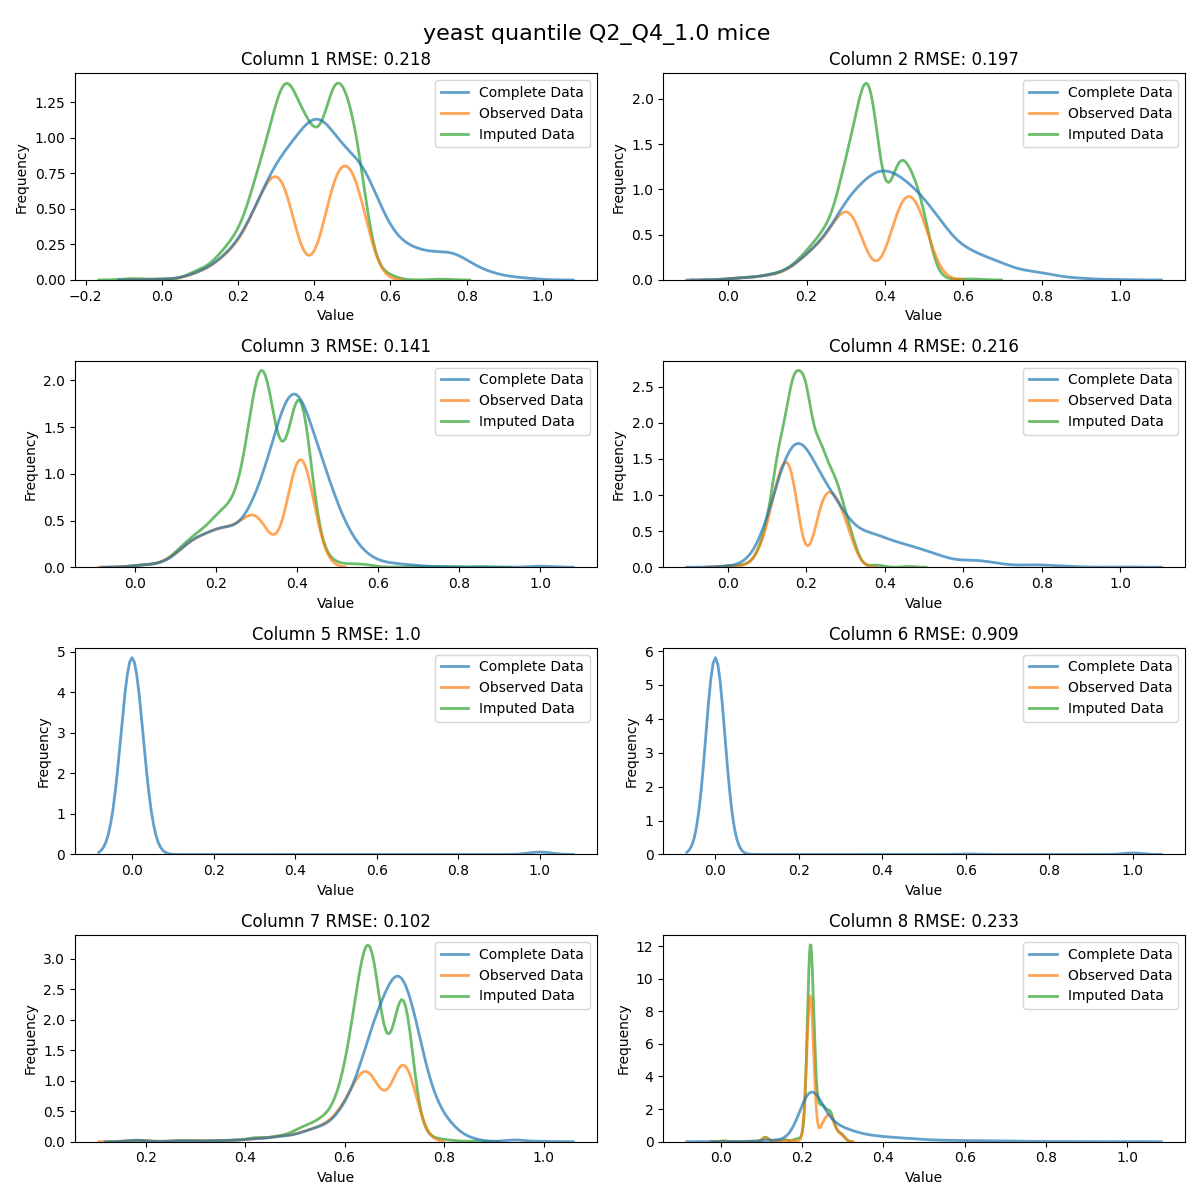 yeast quantile Q2_Q4_1.0 mice
Column 1 RMSE: 0.218
Frequency
1.25
1.00
0.75
0.50
0.25
0.00
Complete Data
Observed Data
Imputed Data
−0.2 0.0 0.2 0.4 0.6 0.8 1.0
Value
Column 2 RMSE: 0.197
Frequency
2.0
1.5
1.0
0.5
0.0
Complete Data
Observed Data
Imputed Data
0.0 0.2 0.4 0.6 0.8 1.0
Value
Column 3 RMSE: 0.141
Frequency
2.0
1.5
1.0
0.5
0.0
Complete Data
Observed Data
Imputed Data
0.0 0.2 0.4 0.6 0.8 1.0
Value
Column 4 RMSE: 0.216
Frequency
2.5
2.0
1.5
1.0
0.5
0.0
Complete Data
Observed Data
Imputed Data
0.0 0.2 0.4 0.6 0.8 1.0
Value
Column 5 RMSE: 1.0
Frequency
5
4
3
2
1
0
Complete Data
Observed Data
Imputed Data
0.0 0.2 0.4 0.6 0.8 1.0
Value
Column 6 RMSE: 0.909
Frequency
6
5
4
3
2
1
0
Complete Data
Observed Data
Imputed Data
0.0 0.2 0.4 0.6 0.8 1.0
Value
Column 7 RMSE: 0.102
Frequency
3.0
2.5
2.0
1.5
1.0
0.5
0.0
Complete Data
Observed Data
Imputed Data
0.2 0.4 0.6 0.8 1.0
Value
Column 8 RMSE: 0.233
Frequency
12
10
8
6
4
2
0
Complete Data
Observed Data
Imputed Data
0.0 0.2 0.4 0.6 0.8 1.0
Value